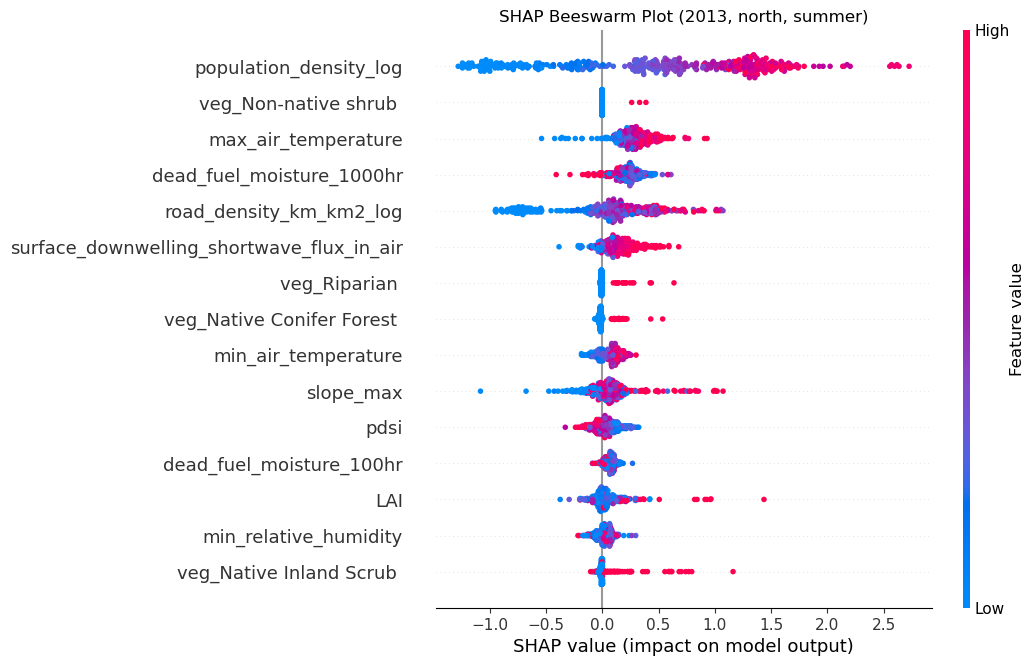 SHAP Beeswarm Plot (2013, north, summer)
High
population_density_log
veg_Non-native shrub
max_air_temperature
dead_fuel_moisture_1000hr
road_density_km_km2_log
surface_downwelling_shortwave_flux_in_air
veg_Riparian
veg_Native Conifer Forest
min_air_temperature
slope_max
pdsi
dead_fuel_moisture_100hr
LAI
min_relative_humidity
veg_Native Inland Scrub
Feature value
Low
−1.0 −0.5 0.0 0.5 1.0 1.5 2.0 2.5
SHAP value (impact on model output)